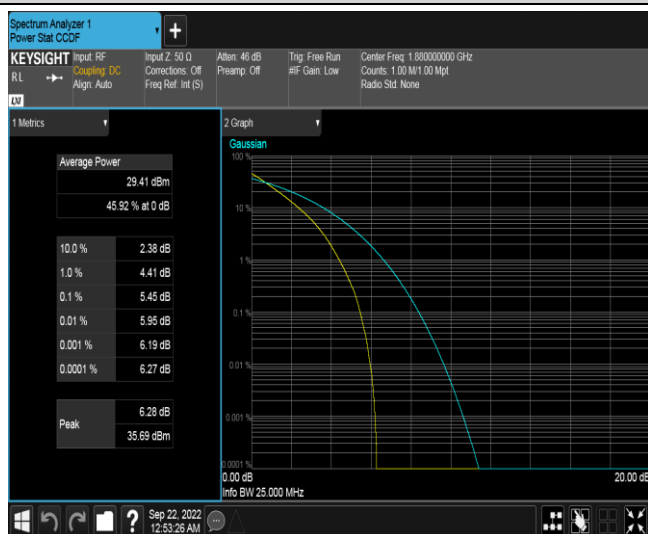 Spectrum Analyzer 1
Power Stat CCDF
+
KEYSIGHT
RL
LXI
Input: RF
Coupling: DC
Align: Auto
Input Z: 50 Ω
Corrections: Off
Freq Ref: Int (S)
Atten: 46 dB
Preamp: Off
Trig: Free Run
#IF Gain: Low
Center Freq: 1.880000000 GHz
Counts: 1.00 M/1.00 Mpt
Radio Std: None
1 Metrics
Average Power
29.41 dBm
45.92 % at 0 dB
10.0 % 2.38 dB
1.0 % 4.41 dB
0.1 % 5.45 dB
0.01 % 5.95 dB
0.001 % 6.19 dB
0.0001 % 6.27 dB
Peak
6.28 dB
35.69 dBm
2 Graph
Gaussian
100 %
10 %
1 %
0.1 %
0.01 %
0.001 %
0.0001 %
0.00 dB 20.00 dB
Info BW 25.000 MHz
?
Sep 22, 2022
12:53:26 AM